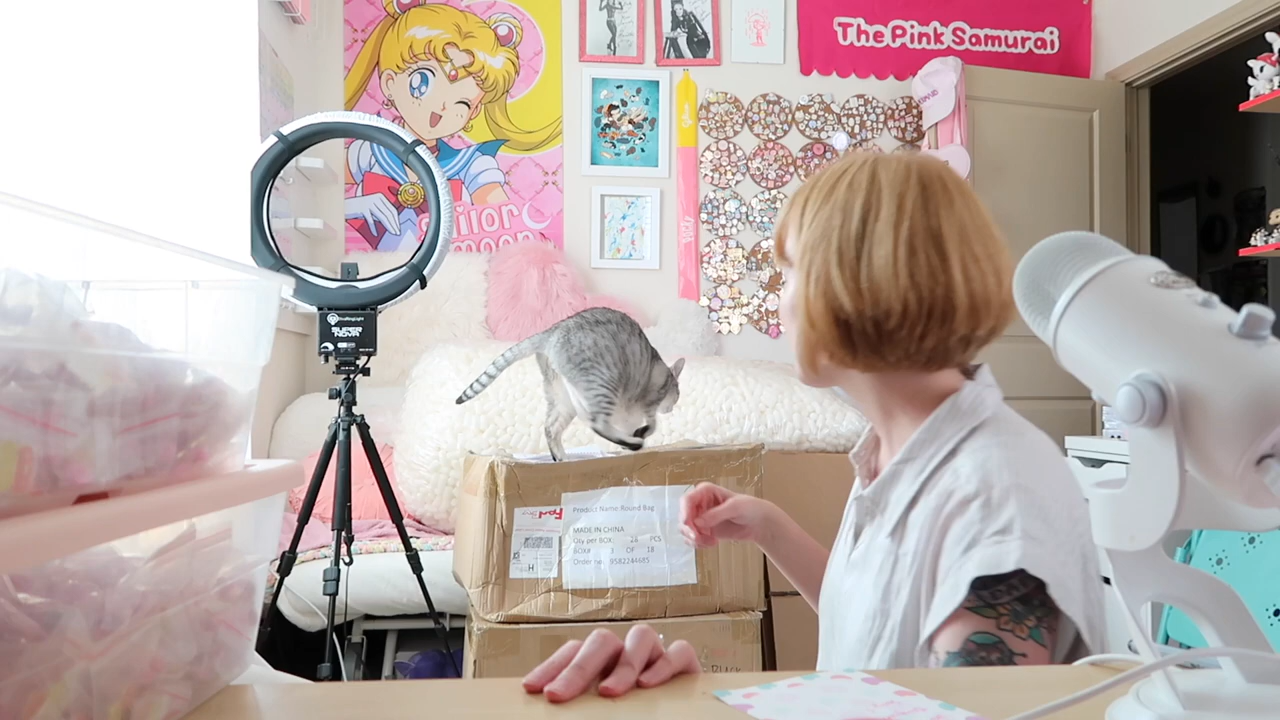 The Pink Samurai
sailor
moon
SUPER
NOVA
Product Name:Round Bag
MADE IN CHINA
Qty per BOX: 28 PCS
BOX# 3 OF 18
Order no: 9582244685
H
BLACK